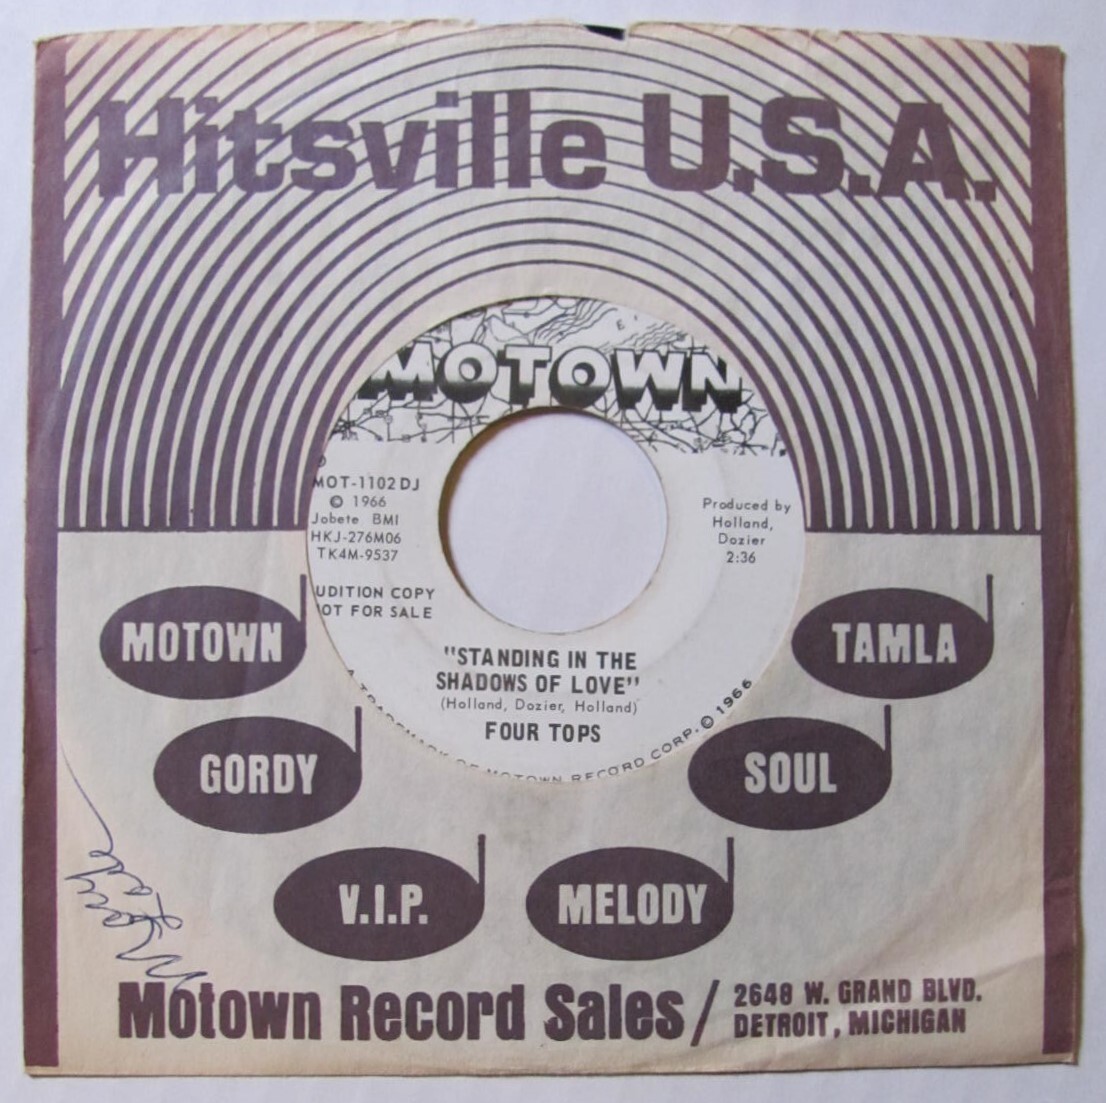 Hitsville U.S.A.
MOTOWN
MOT-1102 DJ
© 1966
Jobete BMI
HKJ-276M06
TK4M-9537
UDITION COPY
OT FOR SALE
Produced by
Holland,
Dozier
2:36
"STANDING IN THE
SHADOWS OF LOVE"
(Holland, Dozier, Holland)
FOUR TOPS
A TRADEMARK OF MOTOWN RECORD CORP. © 1966
MOTOWN
TAMLA
GORDY
SOUL
V.I.P.
MELODY
Motown Record Sales /
2648 W. GRAND BLVD.
DETROIT, MICHIGAN